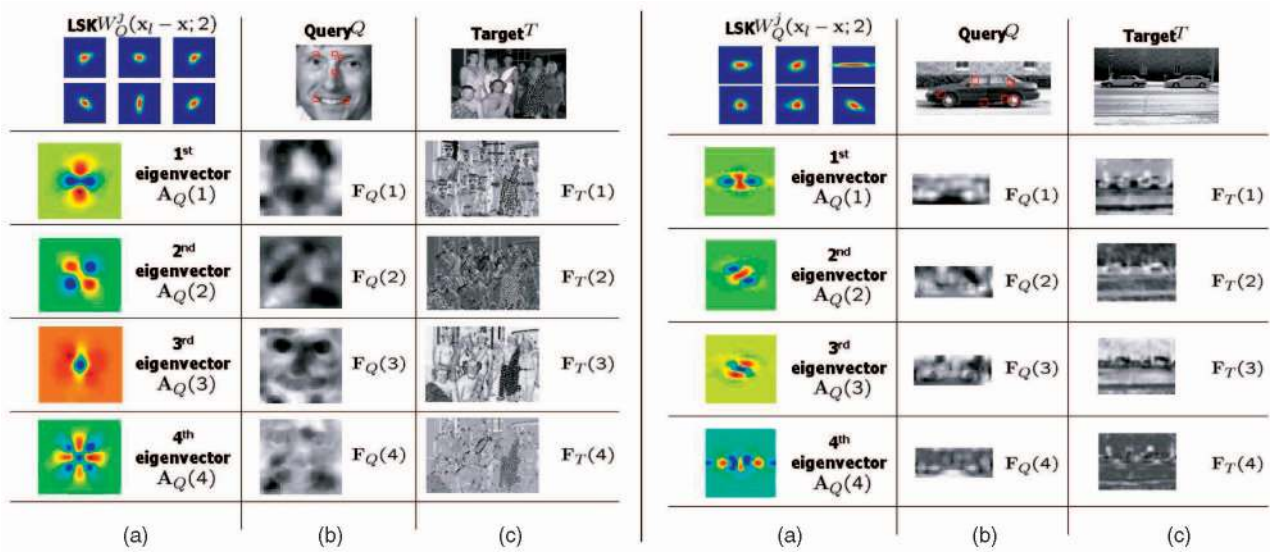 LSK W_Q^j(x_l − x; 2)
Query Q
Target T
1st eigenvector A_Q(1)
F_Q(1)
F_T(1)
2nd eigenvector A_Q(2)
F_Q(2)
F_T(2)
3rd eigenvector A_Q(3)
F_Q(3)
F_T(3)
4th eigenvector A_Q(4)
F_Q(4)
F_T(4)
(a)
(b)
(c)
LSK W_Q^j(x_l − x; 2)
Query Q
Target T
1st eigenvector A_Q(1)
F_Q(1)
F_T(1)
2nd eigenvector A_Q(2)
F_Q(2)
F_T(2)
3rd eigenvector A_Q(3)
F_Q(3)
F_T(3)
4th eigenvector A_Q(4)
F_Q(4)
F_T(4)
(a)
(b)
(c)